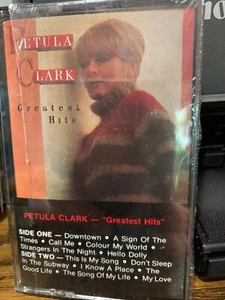 PETULA
CLARK
Greatest
Hits
PETULA CLARK — "Greatest Hits"
SIDE ONE — Downtown • A Sign Of The
Times • Call Me • Colour My World •
Strangers In The Night • Hello Dolly
SIDE TWO — This Is My Song • Don't Sleep
In The Subway • I Know A Place • The
Good Life • The Song Of My Life • My Love